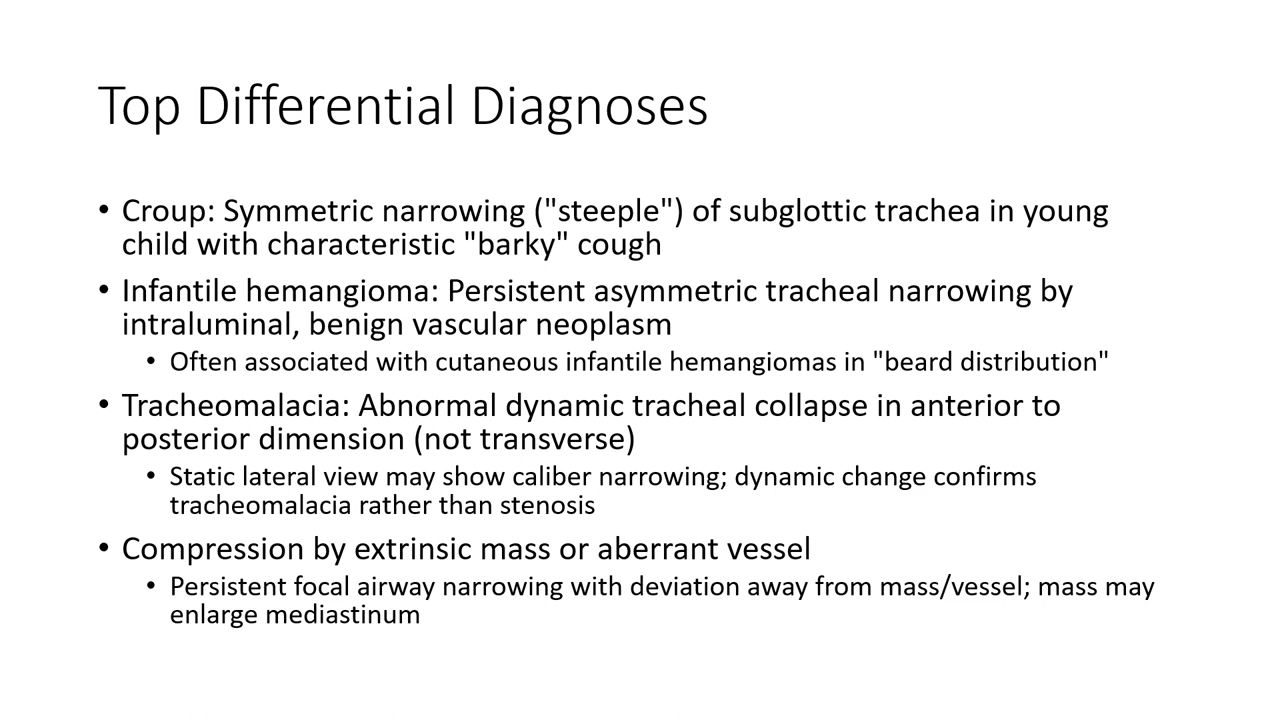 Top Differential Diagnoses
• Croup: Symmetric narrowing ("steeple") of subglottic trachea in young
child with characteristic "barky" cough
• Infantile hemangioma: Persistent asymmetric tracheal narrowing by
intraluminal, benign vascular neoplasm
• Often associated with cutaneous infantile hemangiomas in "beard distribution"
• Tracheomalacia: Abnormal dynamic tracheal collapse in anterior to
posterior dimension (not transverse)
• Static lateral view may show caliber narrowing; dynamic change confirms
tracheomalacia rather than stenosis
• Compression by extrinsic mass or aberrant vessel
• Persistent focal airway narrowing with deviation away from mass/vessel; mass may
enlarge mediastinum